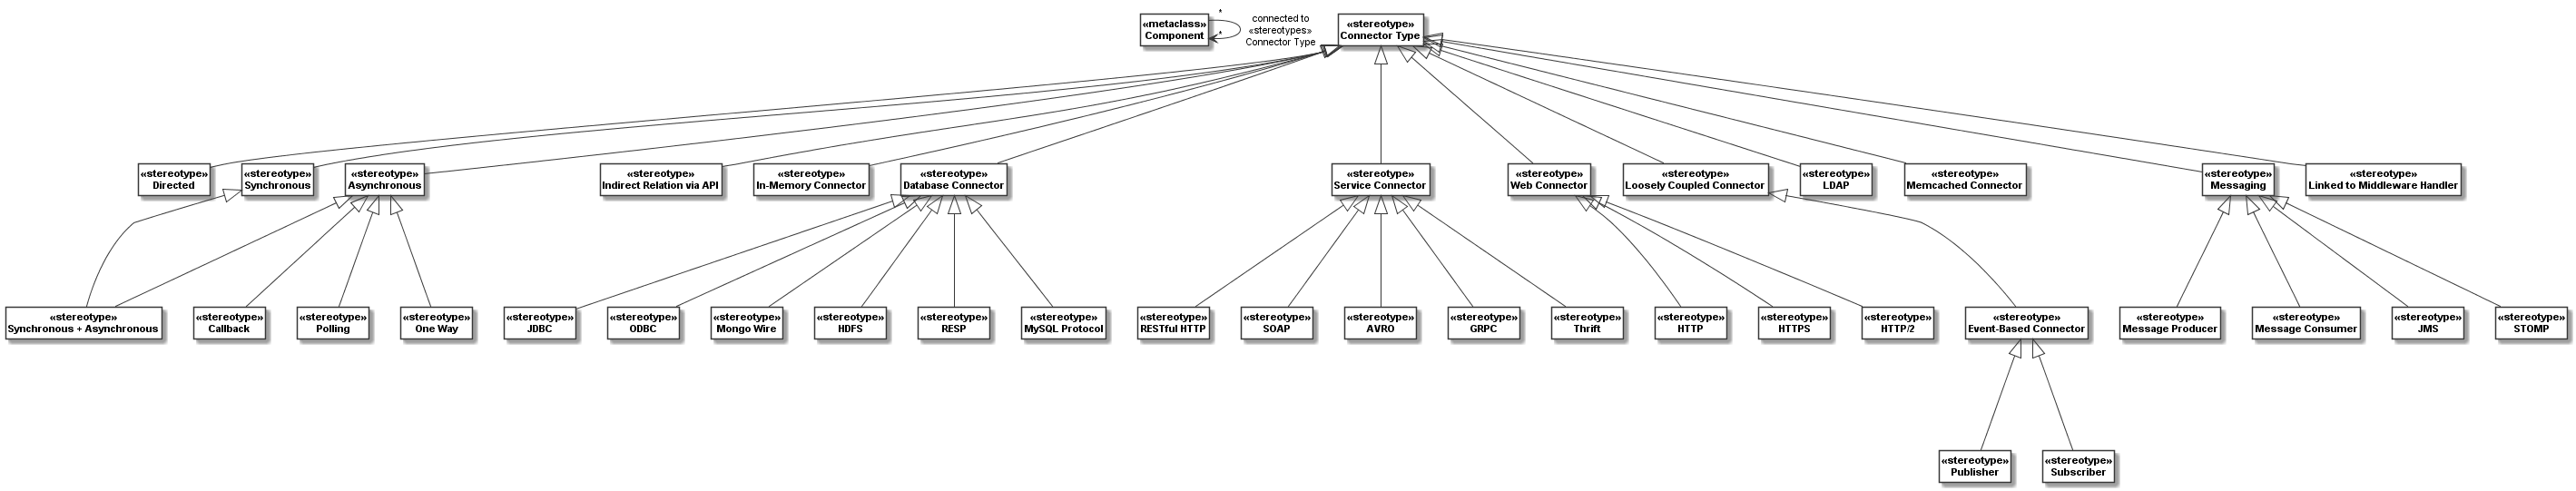 «metaclass»
Component
*
*
connected to
«stereotypes»
Connector Type
«stereotype»
Connector Type
«stereotype»
Directed
«stereotype»
Synchronous
«stereotype»
Asynchronous
«stereotype»
Indirect Relation via API
«stereotype»
In-Memory Connector
«stereotype»
Database Connector
«stereotype»
Service Connector
«stereotype»
Web Connector
«stereotype»
Loosely Coupled Connector
«stereotype»
LDAP
«stereotype»
Memcached Connector
«stereotype»
Messaging
«stereotype»
Linked to Middleware Handler
«stereotype»
Synchronous + Asynchronous
«stereotype»
Callback
«stereotype»
Polling
«stereotype»
One Way
«stereotype»
JDBC
«stereotype»
ODBC
«stereotype»
Mongo Wire
«stereotype»
HDFS
«stereotype»
RESP
«stereotype»
MySQL Protocol
«stereotype»
RESTful HTTP
«stereotype»
SOAP
«stereotype»
AVRO
«stereotype»
GRPC
«stereotype»
Thrift
«stereotype»
HTTP
«stereotype»
HTTPS
«stereotype»
HTTP/2
«stereotype»
Event-Based Connector
«stereotype»
Message Producer
«stereotype»
Message Consumer
«stereotype»
JMS
«stereotype»
STOMP
«stereotype»
Publisher
«stereotype»
Subscriber